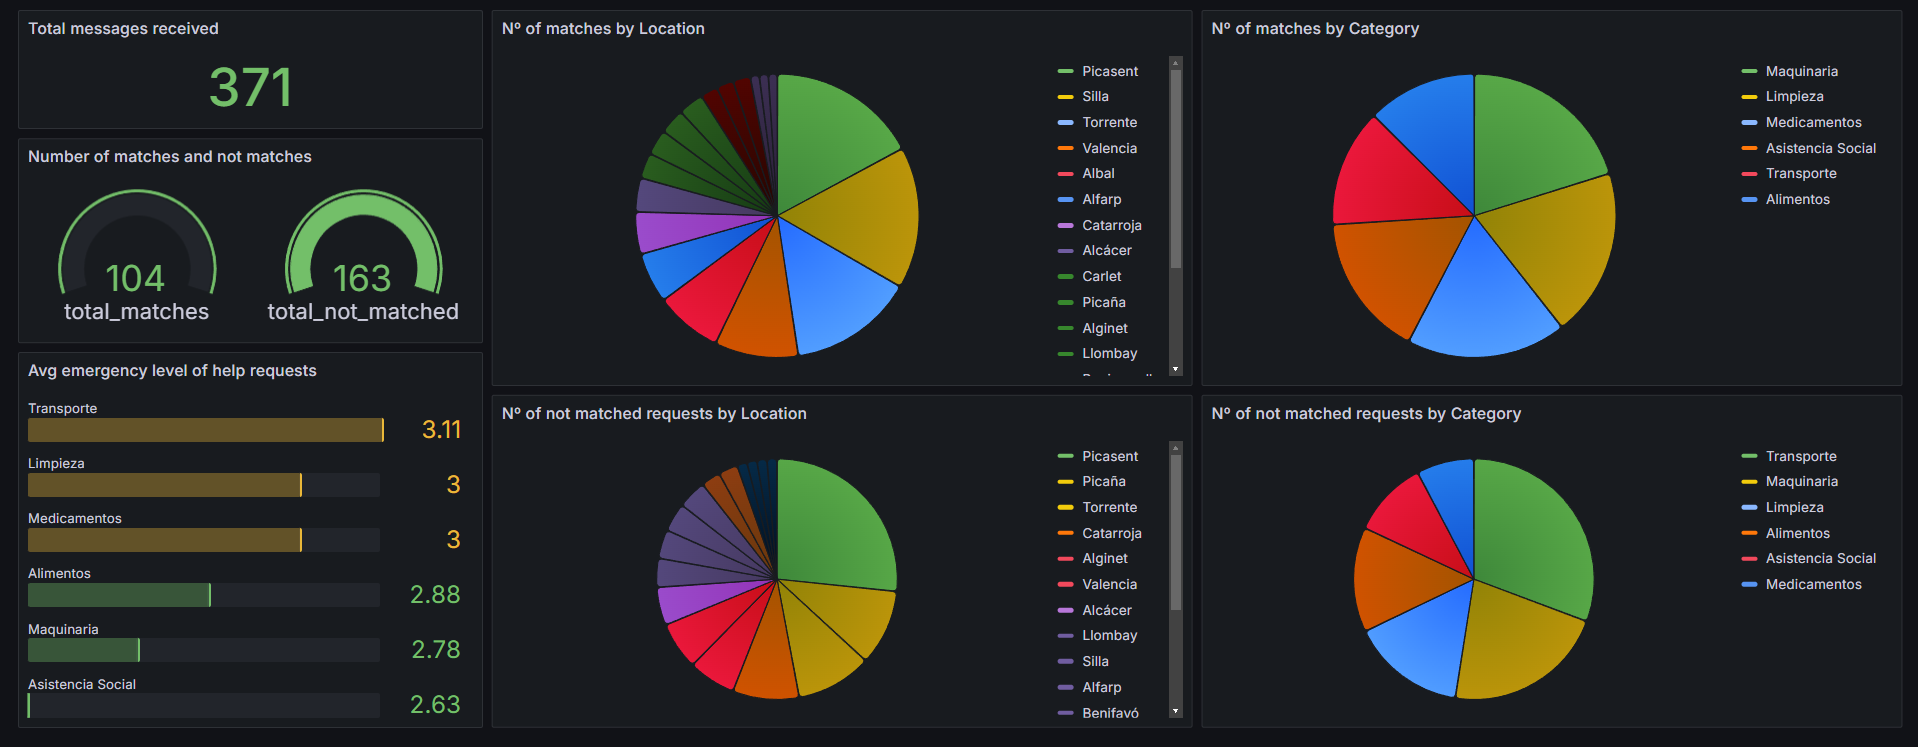 Total messages received
371
Number of matches and not matches
104
total_matches
163
total_not_matched
Avg emergency level of help requests
Transporte
3.11
Limpieza
3
Medicamentos
3
Alimentos
2.88
Maquinaria
2.78
Asistencia Social
2.63
Nº of matches by Location
Picasent
Silla
Torrente
Valencia
Albal
Alfarp
Catarroja
Alcácer
Carlet
Picaña
Alginet
Llombay
Nº of matches by Category
Maquinaria
Limpieza
Medicamentos
Asistencia Social
Transporte
Alimentos
Nº of not matched requests by Location
Picasent
Picaña
Torrente
Catarroja
Alginet
Valencia
Alcácer
Llombay
Silla
Alfarp
Benifayó
Nº of not matched requests by Category
Transporte
Maquinaria
Limpieza
Alimentos
Asistencia Social
Medicamentos